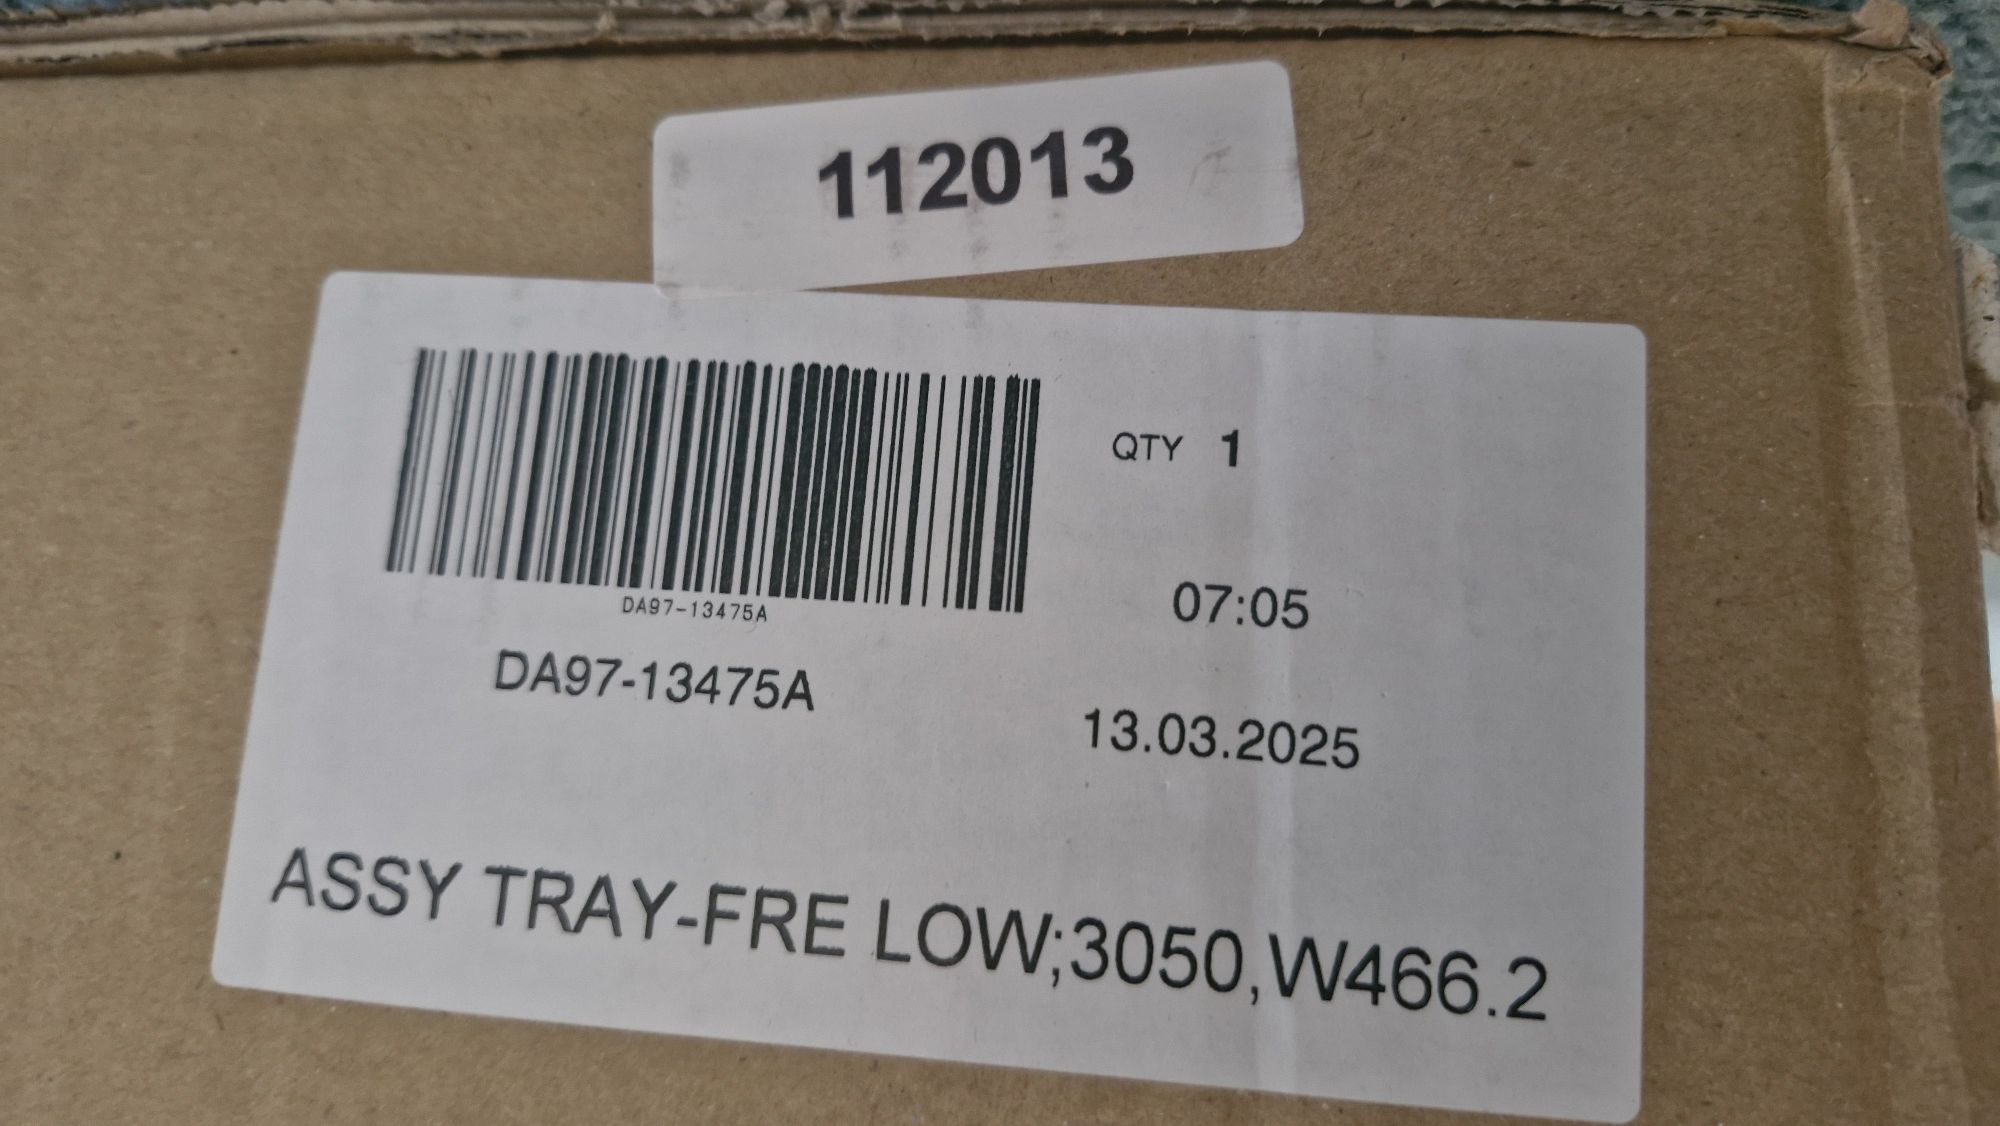 112013
QTY 1
DA97-13475A
07:05
DA97-13475A
13.03.2025
ASSY TRAY-FRE LOW;3050,W466.2